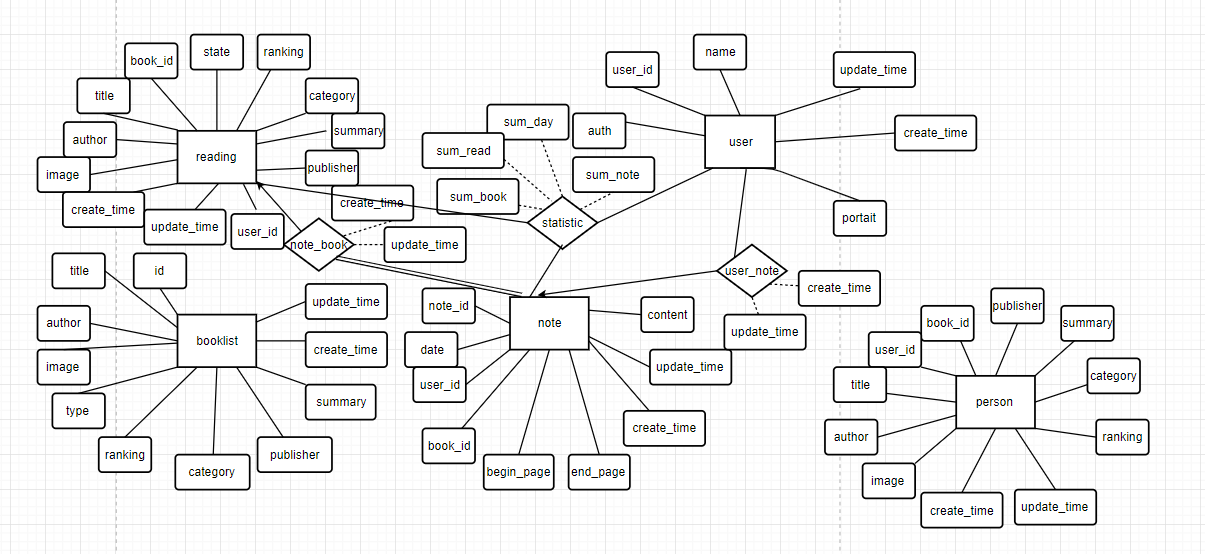 state
ranking
name
book_id
user_id
update_time
title
category
sum_day
author
summary
auth
create_time
reading
sum_read
user
image
publisher
sum_note
create_time
create_time
sum_book
update_time
user_id
statistic
portait
note_book
update_time
title
id
user_note
create_time
update_time
note_id
content
publisher
author
booklist
create_time
note
update_time
book_id
summary
image
date
user_id
update_time
title
category
type
summary
user_id
person
ranking
category
publisher
book_id
create_time
author
ranking
begin_page
end_page
image
create_time
update_time